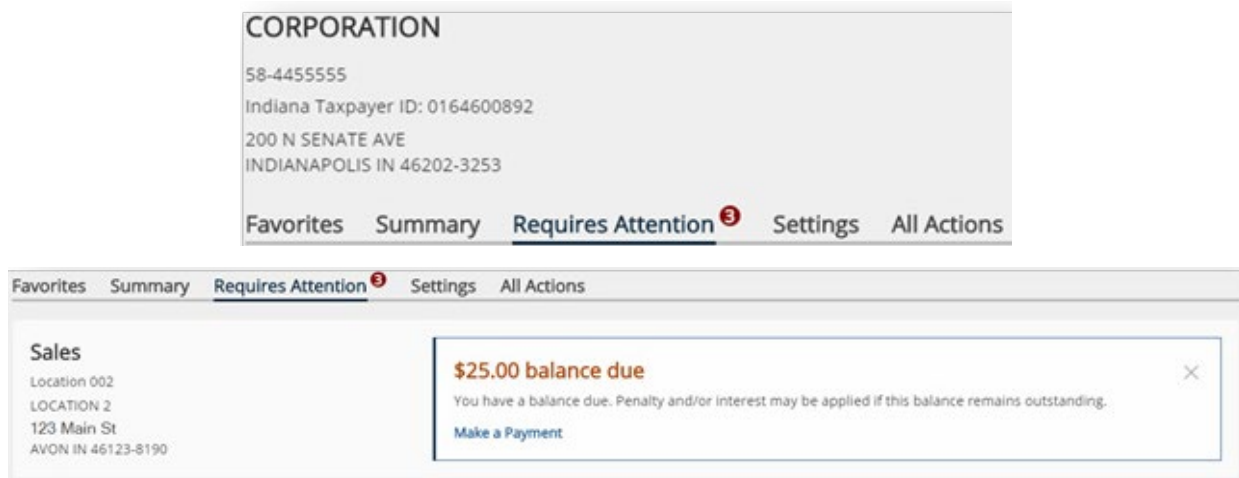 CORPORATION
58-4455555
Indiana Taxpayer ID: 0164600892
200 N SENATE AVE
INDIANAPOLIS IN 46202-3253
Favorites Summary Requires Attention 3 Settings All Actions
Favorites Summary Requires Attention 3 Settings All Actions
Sales
Location 002
LOCATION 2
123 Main St
AVON IN 46123-8190
$25.00 balance due
You have a balance due. Penalty and/or interest may be applied if this balance remains outstanding.
Make a Payment